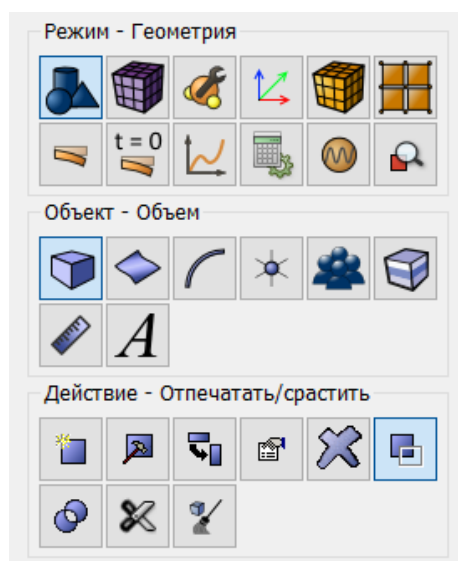 Режим - Геометрия
t = 0
Объект - Объем
A
Действие - Отпечатать/срастить